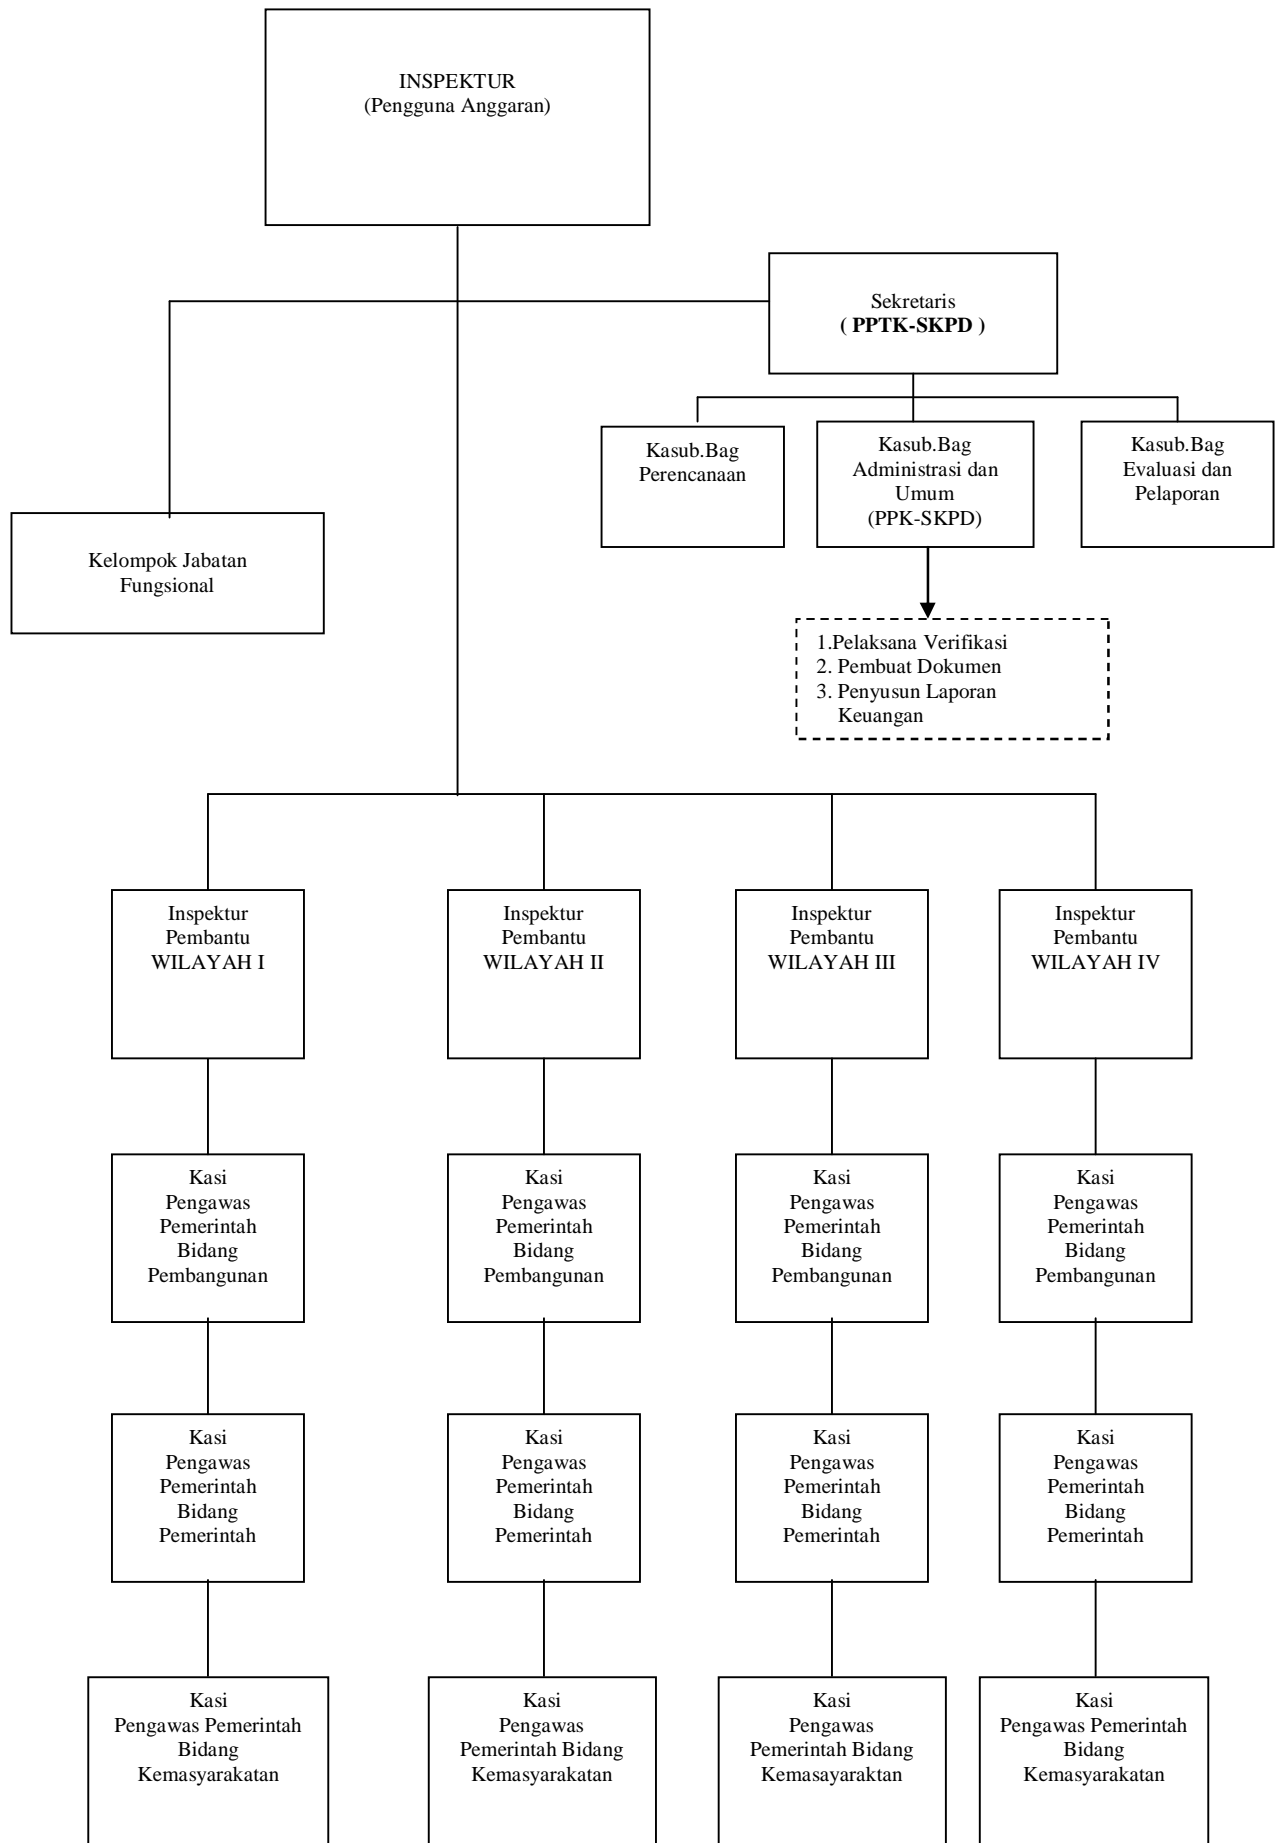 INSPEKTUR
(Pengguna Anggaran)
Sekretaris
( PPTK-SKPD )
Kasub.Bag
Perencanaan
Kasub.Bag
Administrasi dan
Umum
(PPK-SKPD)
Kasub.Bag
Evaluasi dan
Pelaporan
Kelompok Jabatan
Fungsional
1.Pelaksana Verifikasi
2. Pembuat Dokumen
3. Penyusun Laporan
Keuangan
Inspektur
Pembantu
WILAYAH I
Inspektur
Pembantu
WILAYAH II
Inspektur
Pembantu
WILAYAH III
Inspektur
Pembantu
WILAYAH IV
Kasi
Pengawas
Pemerintah
Bidang
Pembangunan
Kasi
Pengawas
Pemerintah
Bidang
Pembangunan
Kasi
Pengawas
Pemerintah
Bidang
Pembangunan
Kasi
Pengawas
Pemerintah
Bidang
Pembangunan
Kasi
Pengawas
Pemerintah
Bidang
Pemerintah
Kasi
Pengawas
Pemerintah
Bidang
Pemerintah
Kasi
Pengawas
Pemerintah
Bidang
Pemerintah
Kasi
Pengawas
Pemerintah
Bidang
Pemerintah
Kasi
Pengawas Pemerintah
Bidang
Kemasyarakatan
Kasi
Pengawas
Pemerintah Bidang
Kemasyarakatan
Kasi
Pengawas
Pemerintah Bidang
Kemasayaraktan
Kasi
Pengawas Pemerintah
Bidang
Kemasyarakatan